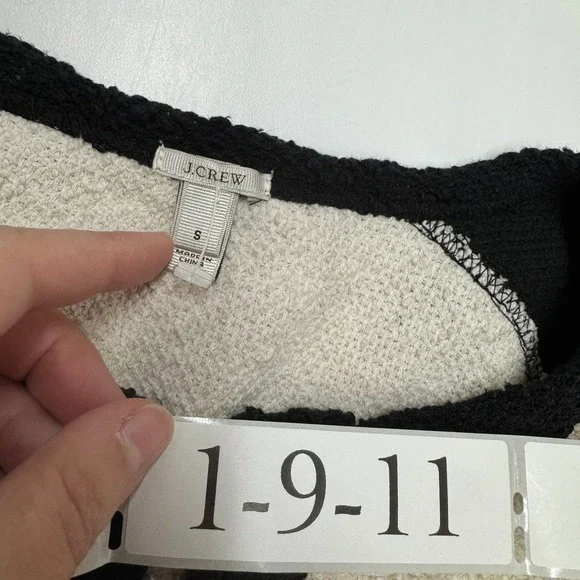 J.CREW
S
MADE IN
CHINA
1-9-11